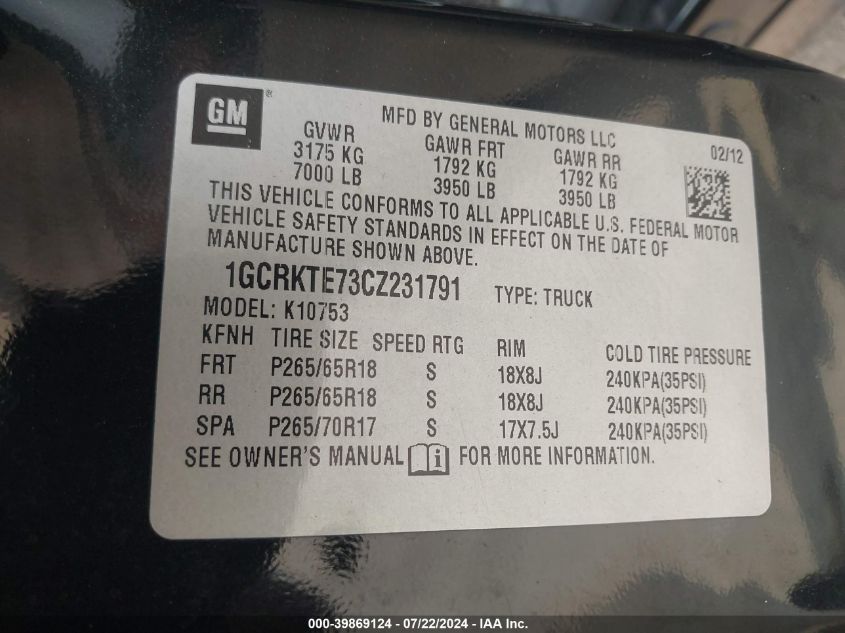 GM ®
MFD BY GENERAL MOTORS LLC
02/12
GVWR GAWR FRT GAWR RR
3175 KG 1792 KG 1792 KG
7000 LB 3950 LB 3950 LB
THIS VEHICLE CONFORMS TO ALL APPLICABLE U.S. FEDERAL MOTOR
VEHICLE SAFETY STANDARDS IN EFFECT ON THE DATE OF
MANUFACTURE SHOWN ABOVE.
1GCRKTE73CZ231791 TYPE: TRUCK
MODEL: K10753
KFNH TIRE SIZE SPEED RTG RIM COLD TIRE PRESSURE
FRT P265/65R18 S 18X8J 240KPA(35PSI)
RR P265/65R18 S 18X8J 240KPA(35PSI)
SPA P265/70R17 S 17X7.5J 240KPA(35PSI)
SEE OWNER'S MANUAL i FOR MORE INFORMATION.
000-39869124 - 07/22/2024 - IAA Inc.